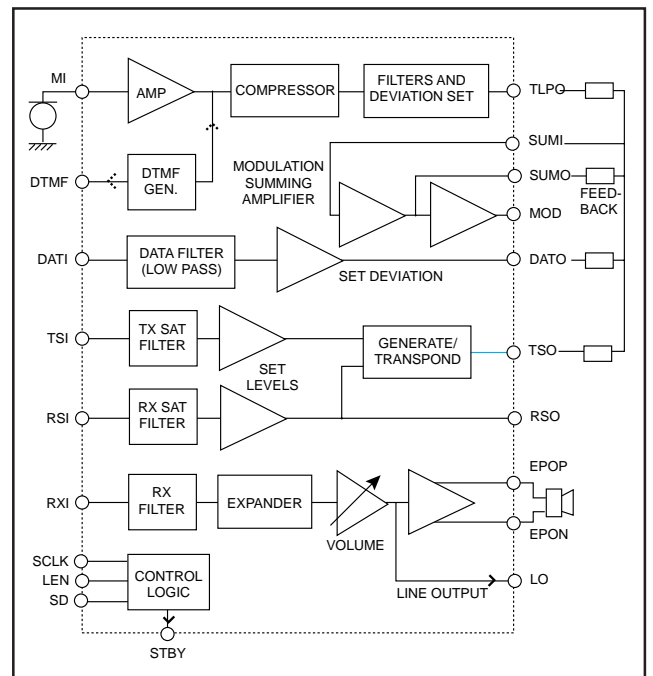 MI
AMP
COMPRESSOR
FILTERS AND
DEVIATION SET
TLPO
SUMI
DTMF
DTMF
GEN.
MODULATION
SUMMING
AMPLIFIER
SUMO
FEED-
BACK
MOD
DATI
DATA FILTER
(LOW PASS)
SET DEVIATION
DATO
TSI
TX SAT
FILTER
SET
LEVELS
GENERATE/
TRANSPOND
TSO
RSI
RX SAT
FILTER
RSO
RXI
RX
FILTER
EXPANDER
VOLUME
EPOP
EPON
SCLK
LEN
SD
CONTROL
LOGIC
LINE OUTPUT
LO
STBY